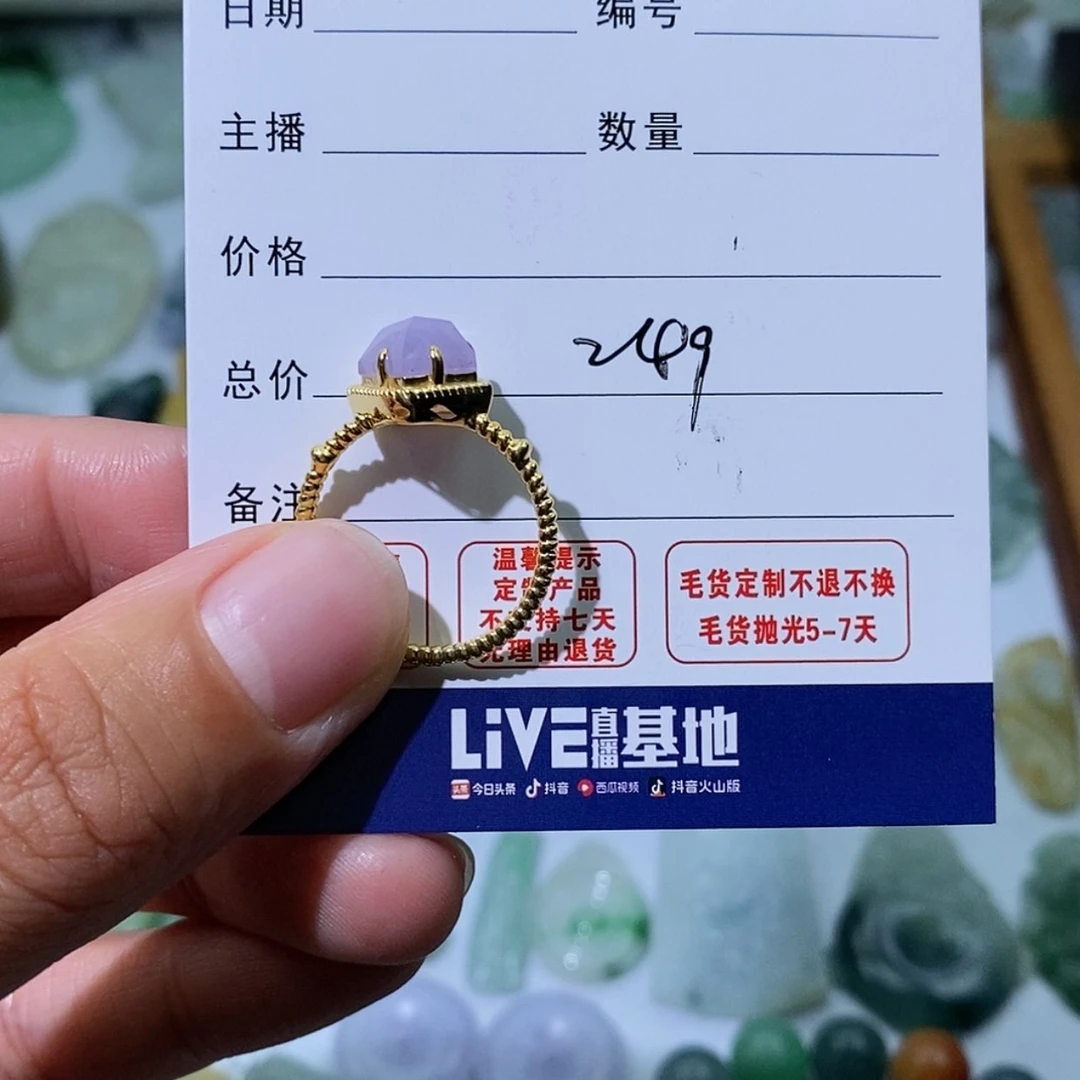 日期 编号
主播 数量
价格
总价 249
备注
温馨提示
定制产品
不支持七天
无理由退货
毛货定制不退不换
毛货抛光5-7天
LiVE直播基地
头条 今日头条 抖音 西瓜视频 抖音火山版